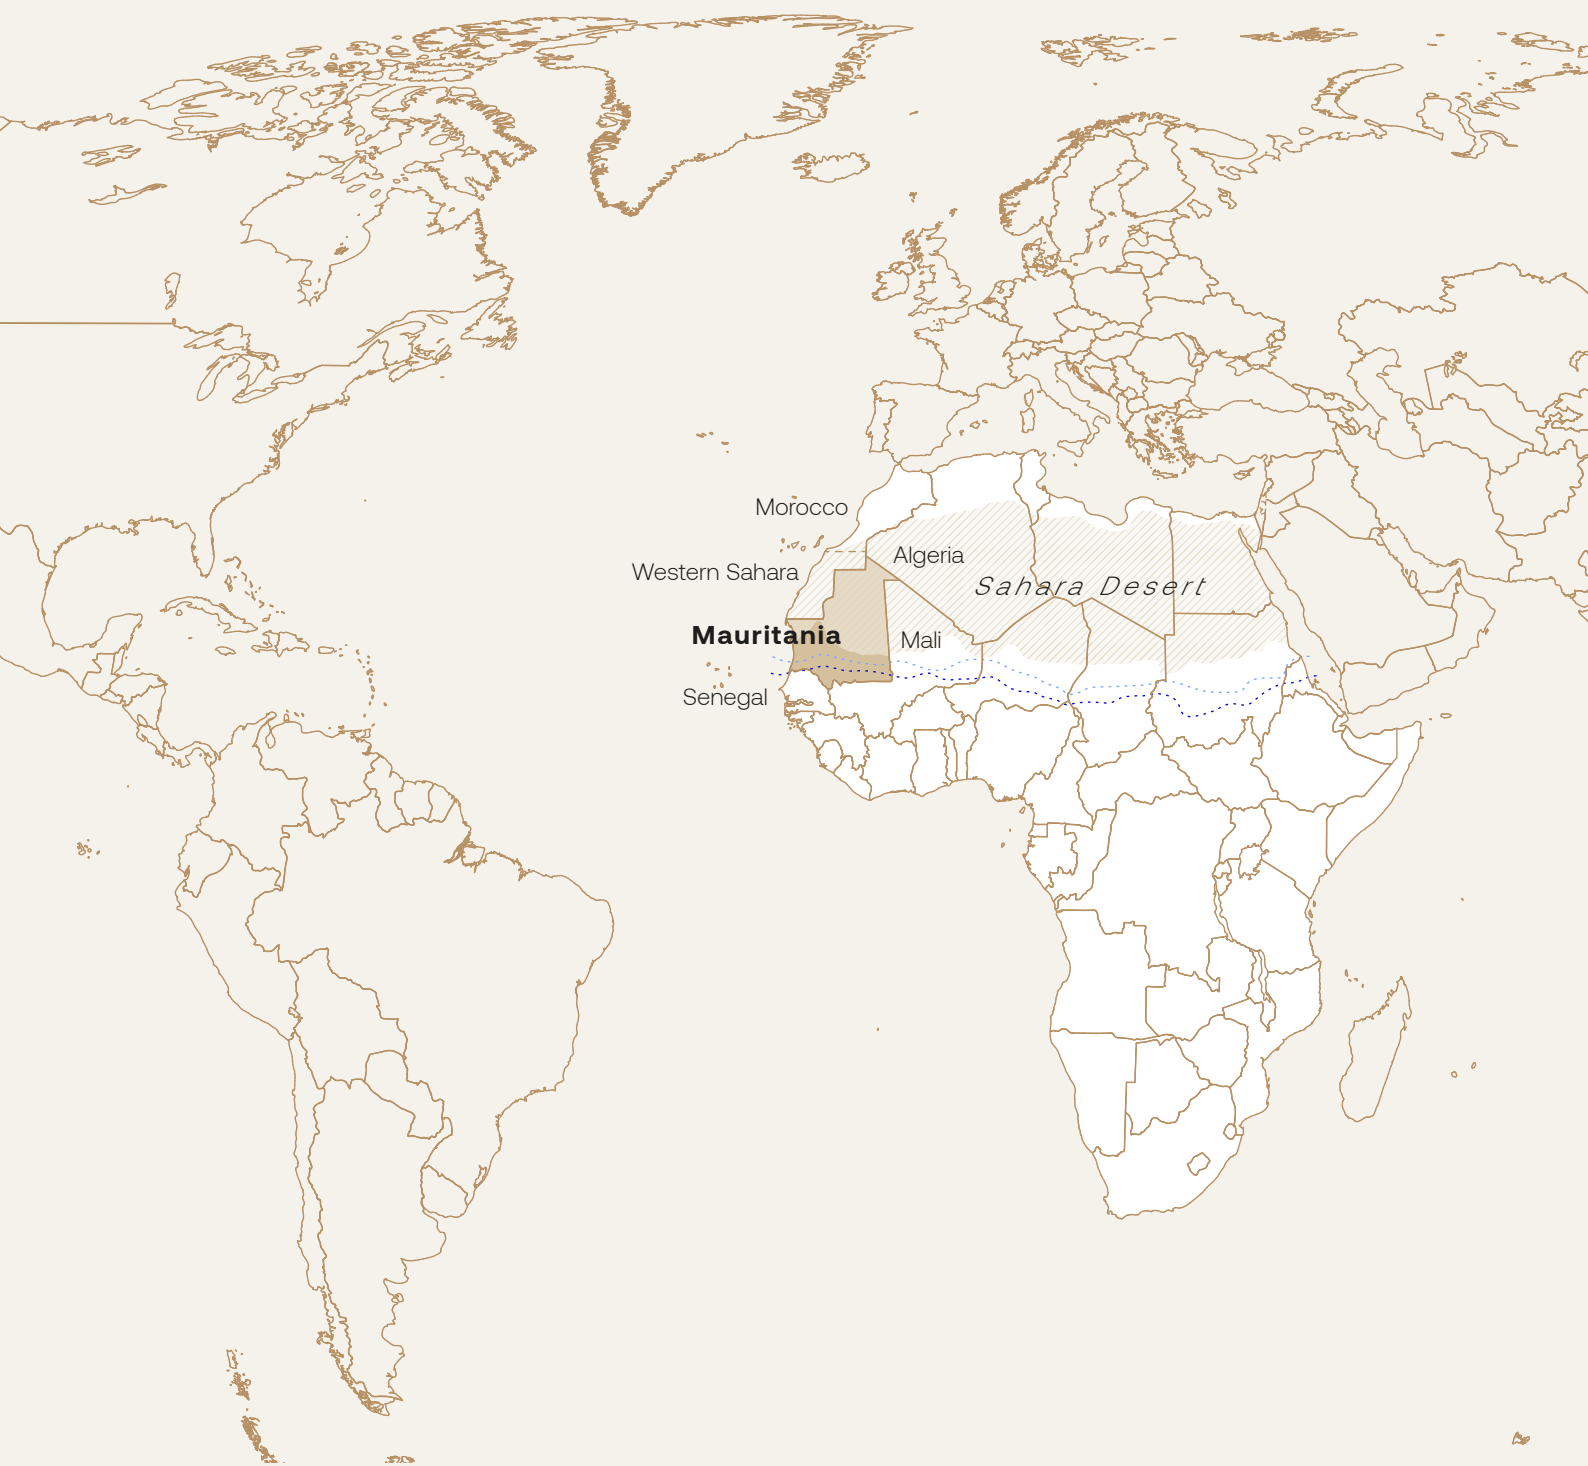 Morocco
Algeria
Western Sahara
Sahara Desert
Mauritania
Mali
Senegal